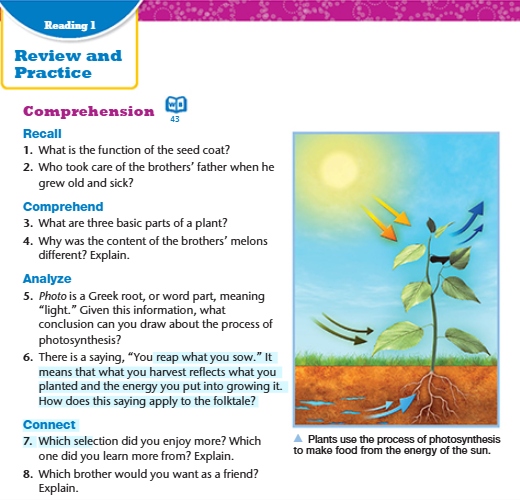 Reading 1
Review and
Practice
Comprehension
WB
43
Recall
1. What is the function of the seed coat?
2. Who took care of the brothers' father when he
grew old and sick?
Comprehend
3. What are three basic parts of a plant?
4. Why was the content of the brothers' melons
different? Explain.
Analyze
5. Photo is a Greek root, or word part, meaning
"light." Given this information, what
conclusion can you draw about the process of
photosynthesis?
6. There is a saying, "You reap what you sow." It
means that what you harvest reflects what you
planted and the energy you put into growing it.
How does this saying apply to the folktale?
Connect
7. Which selection did you enjoy more? Which
one did you learn more from? Explain.
8. Which brother would you want as a friend?
Explain.
Plants use the process of photosynthesis
to make food from the energy of the sun.